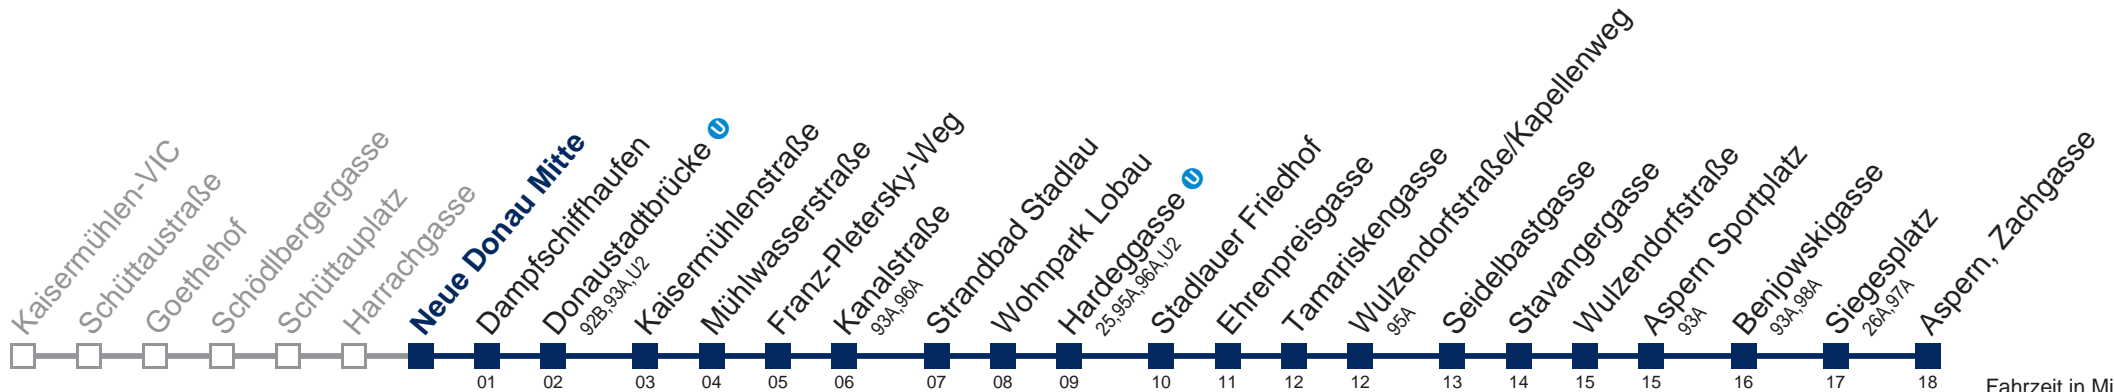 Kaisermühlen-VIC
Schüttaustraße
Goethehof
Schödlbergergasse
Schüttauplatz
Harrachgasse
Neue Donau Mitte
Dampfschiffhaufen
Donaustadtbrücke U
92B,93A,U2
Kaisermühlenstraße
Mühlwasserstraße
Franz-Pletersky-Weg
Kanalstraße
93A,96A
Strandbad Stadlau
Wohnpark Lobau
Hardeggasse U
25,95A,96A,U2
Stadlauer Friedhof
Ehrenpreisgasse
Tamariskengasse
Wulzendorfstraße/Kapellenweg
95A
Seidelbastgasse
Stavangergasse
Wulzendorfstraße
Aspern Sportplatz
93A
Benjowskigasse
93A,98A
Siegesplatz
26A,97A
Aspern, Zachgasse
01 02 03 04 05 06 07 08 09 10 11 12 12 13 14 15 15 16 17 18
Fahrzeit in Mi